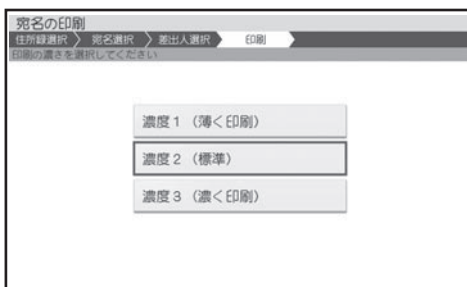 宛名の印刷
住所録選択 〉 宛名選択 〉 差出人選択 〉 印刷
印刷の濃さを選択してください
濃度1 (薄く印刷)
濃度2 (標準)
濃度3 (濃く印刷)